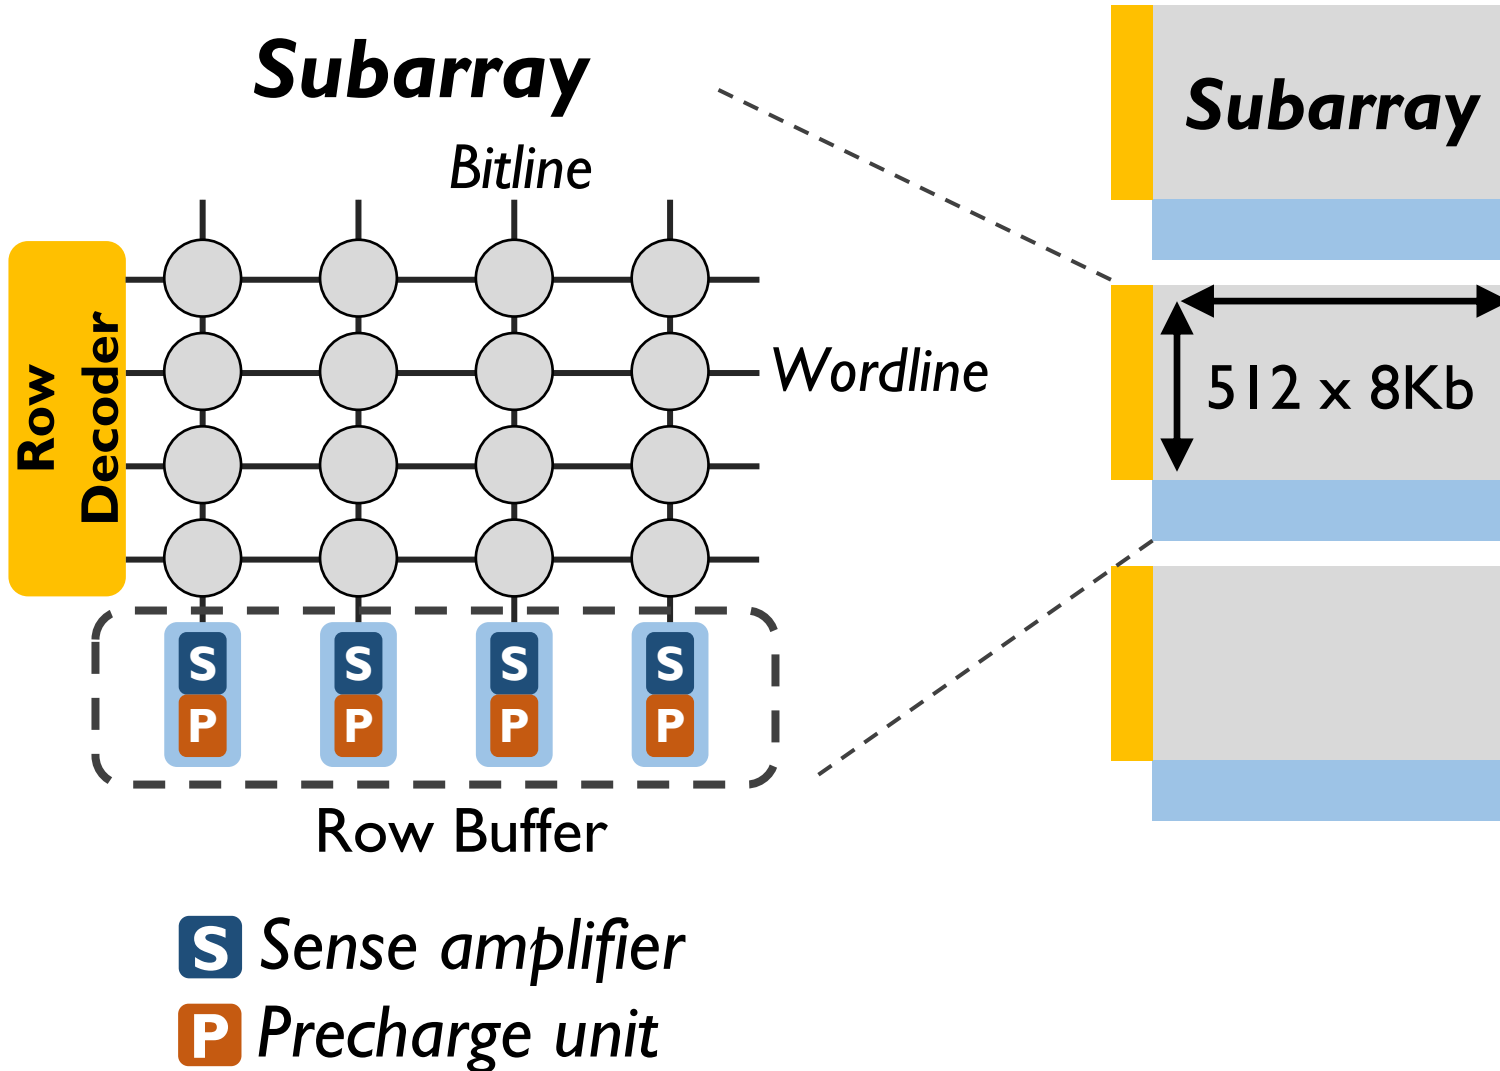 Subarray
Bitline
Row
Decoder
Wordline
S S S S
P P P P
Row Buffer
S Sense amplifier
P Precharge unit
Subarray
512 x 8Kb